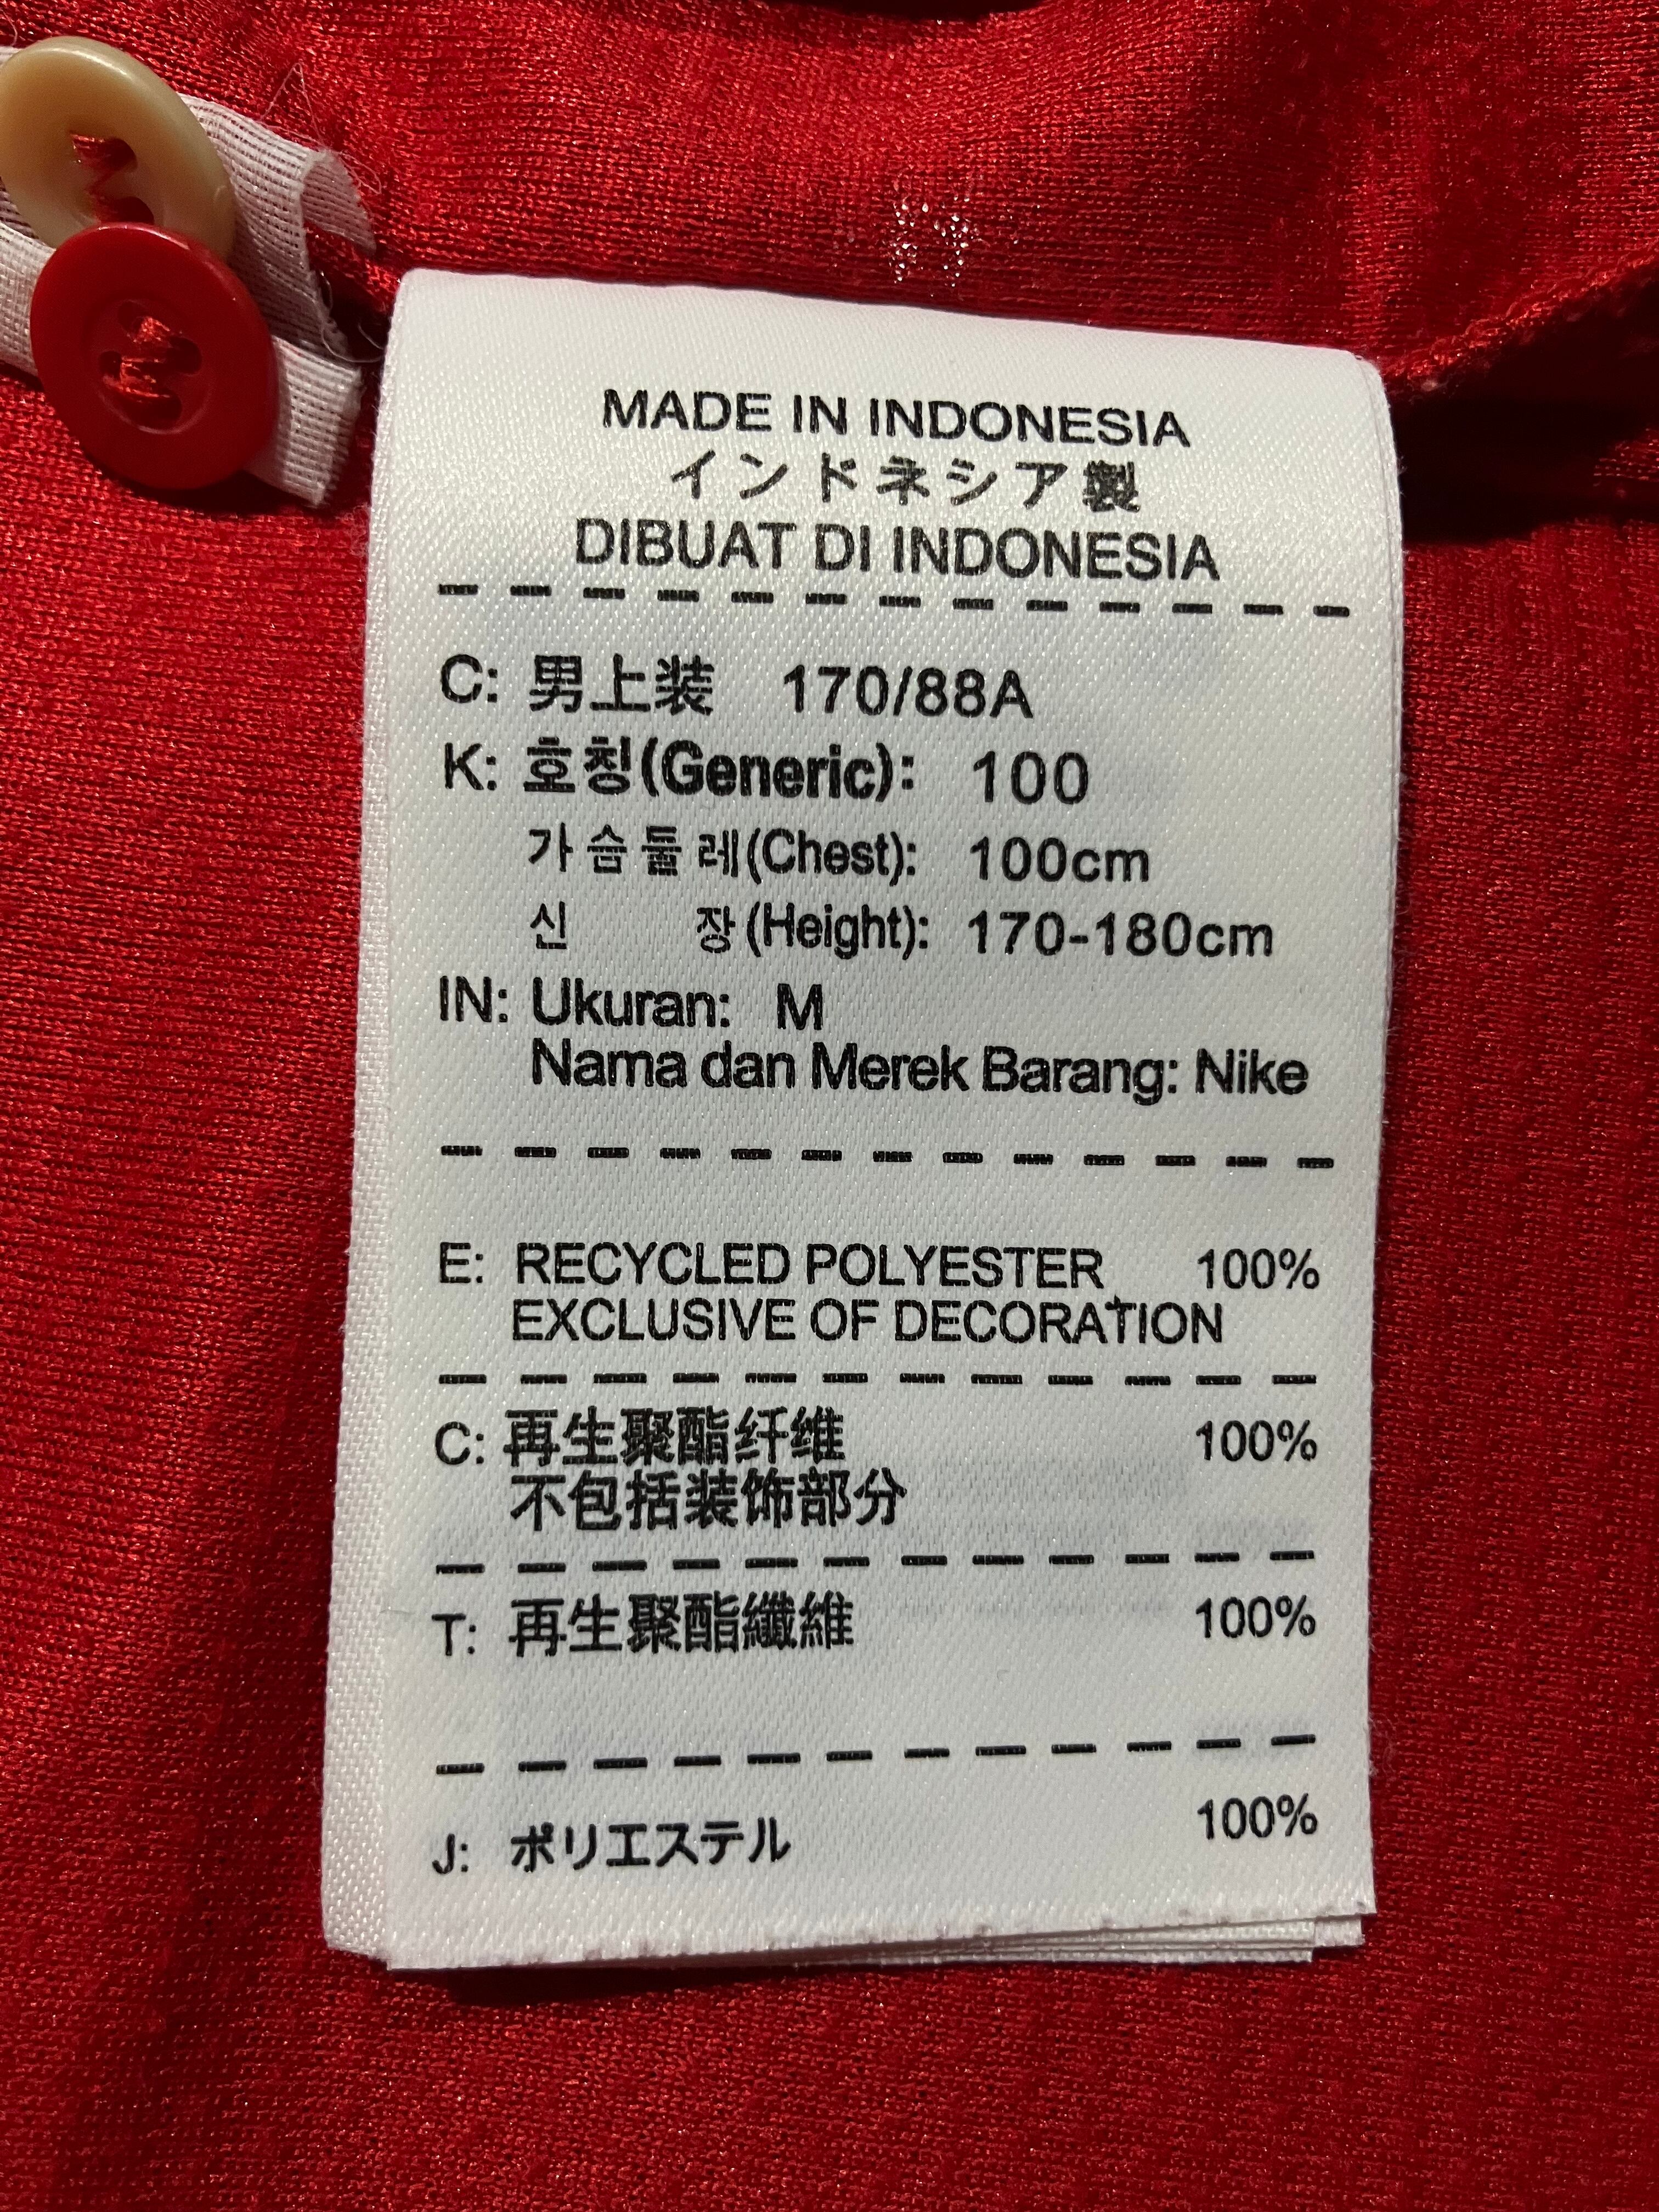 MADE IN INDONESIA
インドネシア製
DIBUAT DI INDONESIA
C: 男上装 170/88A
K: 호칭(Generic): 100
가슴둘레(Chest): 100cm
신 장(Height): 170-180cm
IN: Ukuran: M
Nama dan Merek Barang: Nike
E: RECYCLED POLYESTER 100%
EXCLUSIVE OF DECORATION
C: 再生聚酯纤维 100%
不包括装饰部分
T: 再生聚酯纖維 100%
J: ポリエステル 100%